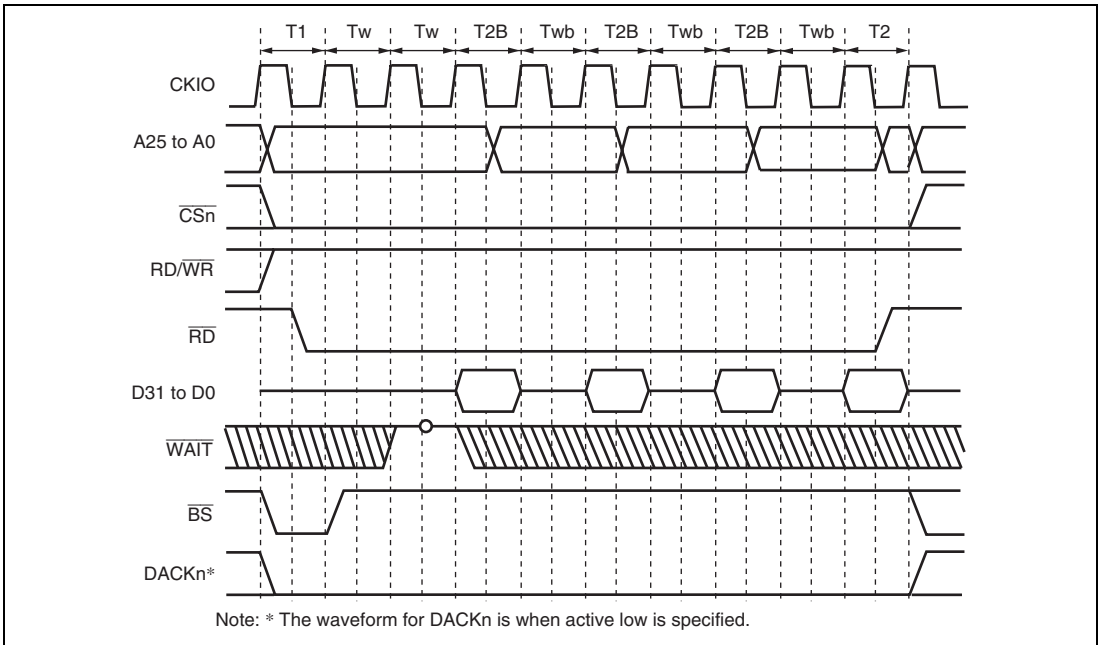 T1 Tw Tw T2B Twb T2B Twb T2B Twb T2
CKIO
A25 to A0
CSn
RD/WR
RD
D31 to D0
WAIT
BS
DACKn*
Note: * The waveform for DACKn is when active low is specified.